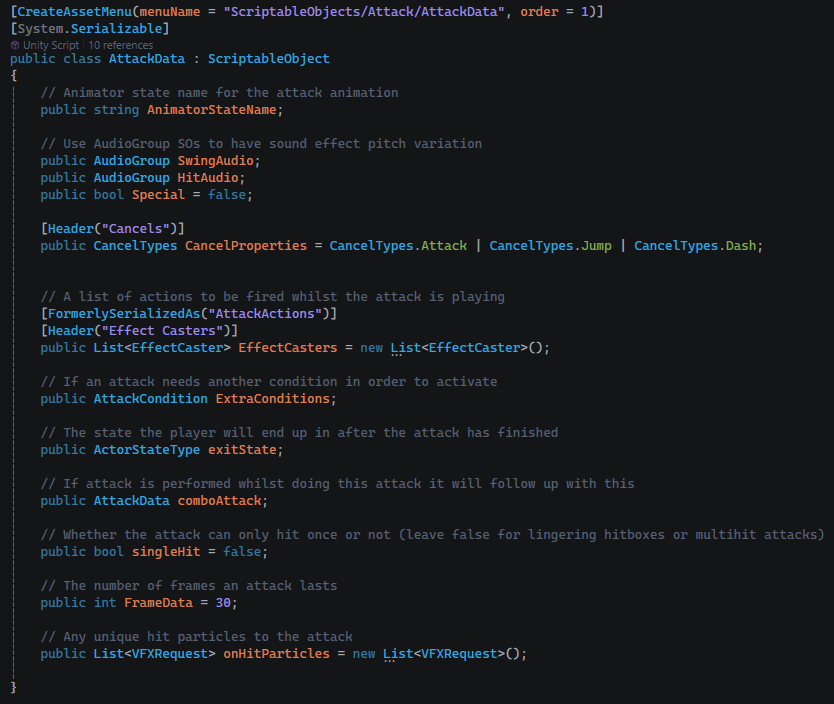 [CreateAssetMenu(menuName = "ScriptableObjects/Attack/AttackData", order = 1)]
[System.Serializable]
Unity Script | 10 references
public class AttackData : ScriptableObject
{
// Animator state name for the attack animation
public string AnimatorStateName;
// Use AudioGroup SOs to have sound effect pitch variation
public AudioGroup SwingAudio;
public AudioGroup HitAudio;
public bool Special = false;
[Header("Cancels")]
public CancelTypes CancelProperties = CancelTypes.Attack | CancelTypes.Jump | CancelTypes.Dash;
// A list of actions to be fired whilst the attack is playing
[FormerlySerializedAs("AttackActions")]
[Header("Effect Casters")]
public List<EffectCaster> EffectCasters = new List<EffectCaster>();
// If an attack needs another condition in order to activate
public AttackCondition ExtraConditions;
// The state the player will end up in after the attack has finished
public ActorStateType exitState;
// If attack is performed whilst doing this attack it will follow up with this
public AttackData comboAttack;
// Whether the attack can only hit once or not (leave false for lingering hitboxes or multihit attacks)
public bool singleHit = false;
// The number of frames an attack lasts
public int FrameData = 30;
// Any unique hit particles to the attack
public List<VFXRequest> onHitParticles = new List<VFXRequest>();
}